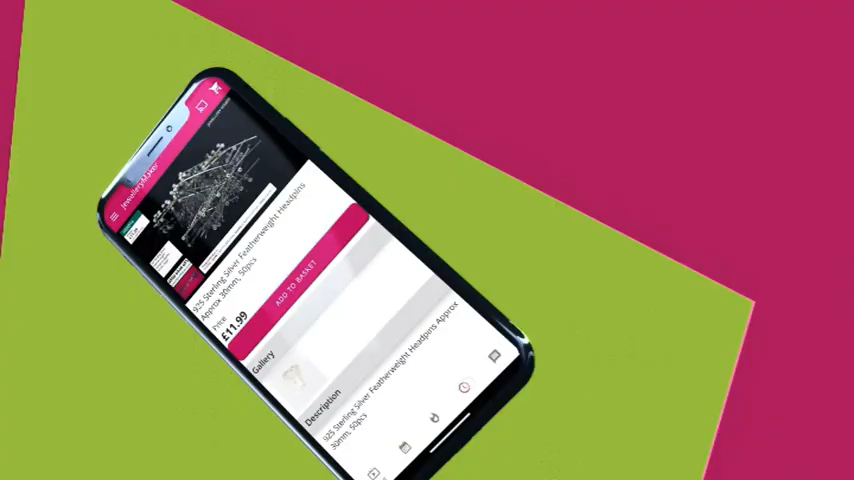 JewelleryMaker
925 Sterling Silver Featherweight Headpins
Approx 30mm, 50pcs
Price
£11.99
ADD TO BASKET
Gallery
Description
925 Sterling Silver Featherweight Headpins Approx
30mm, 50pcs